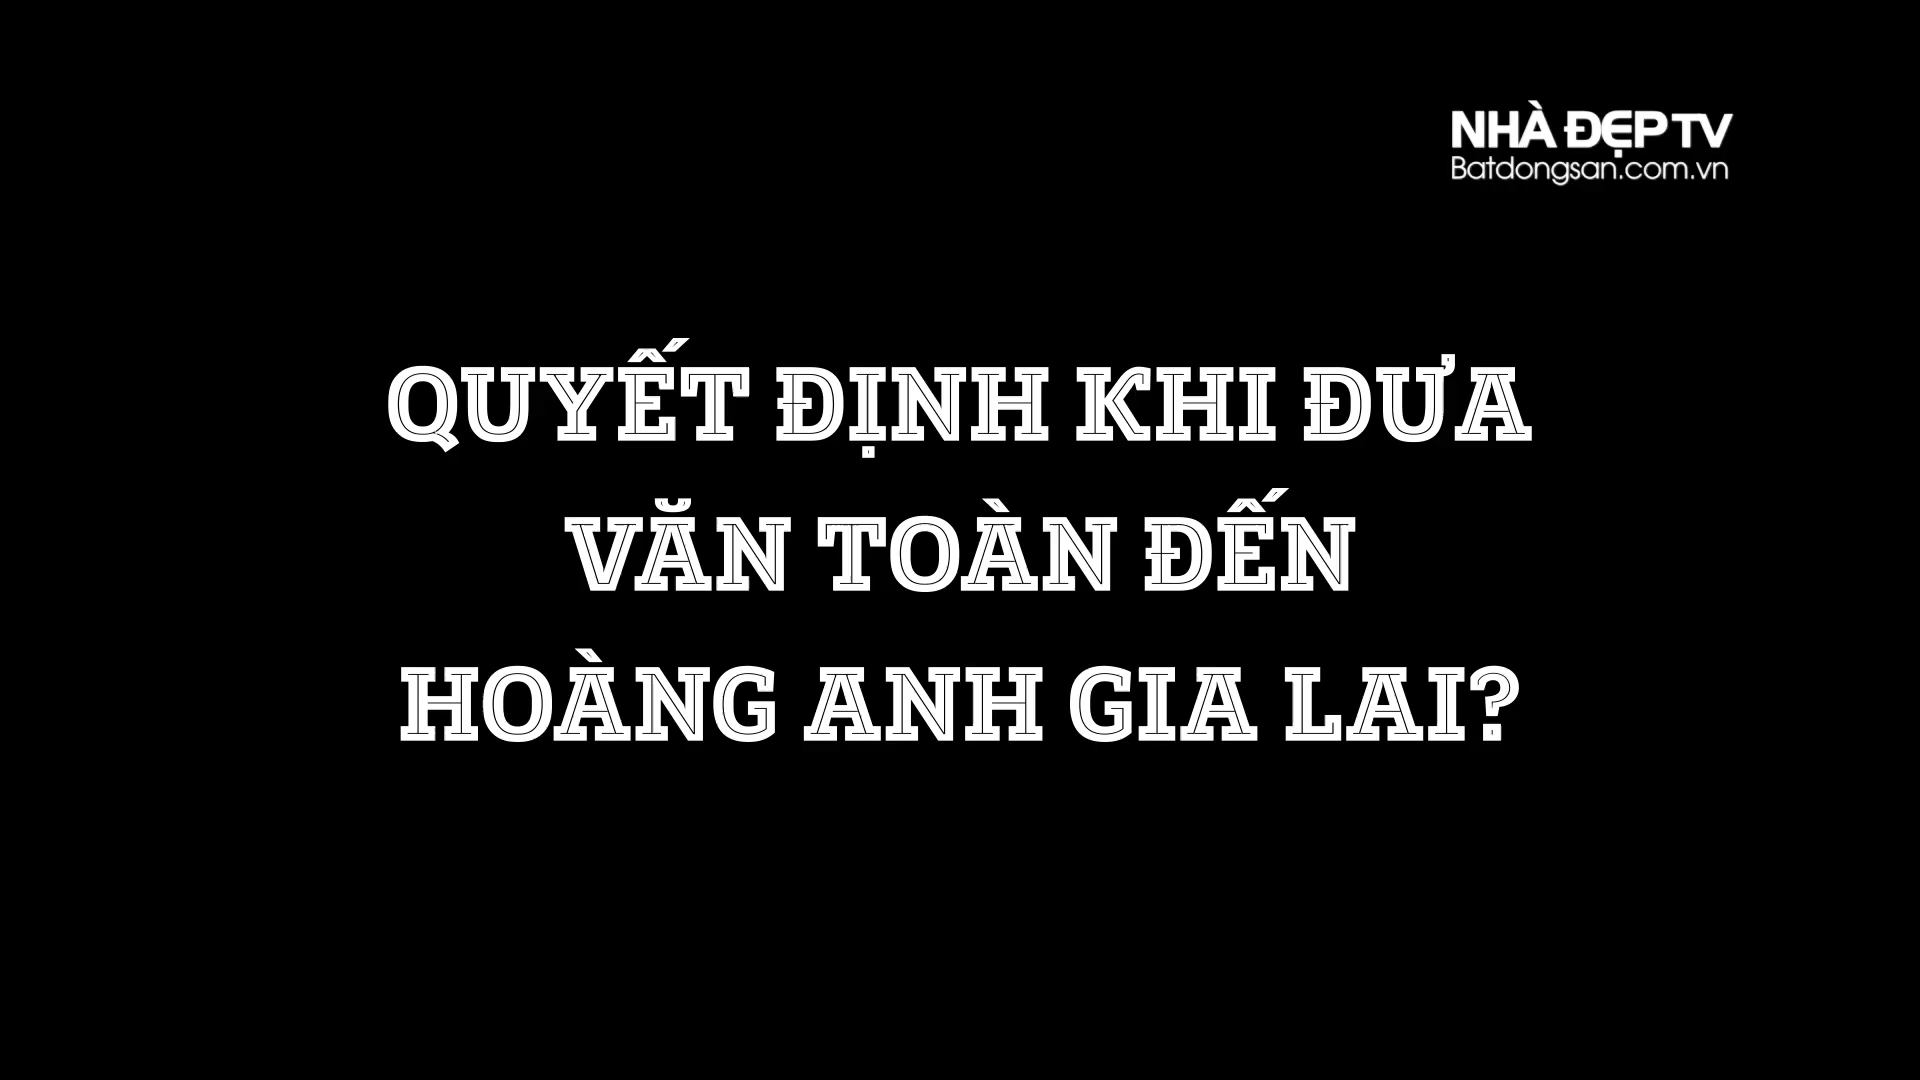 NHÀ ĐẸP TV
Batdongsan.com.vn
QUYẾT ĐỊNH KHI ĐƯA
VĂN TOÀN ĐẾN
HOÀNG ANH GIA LAI?